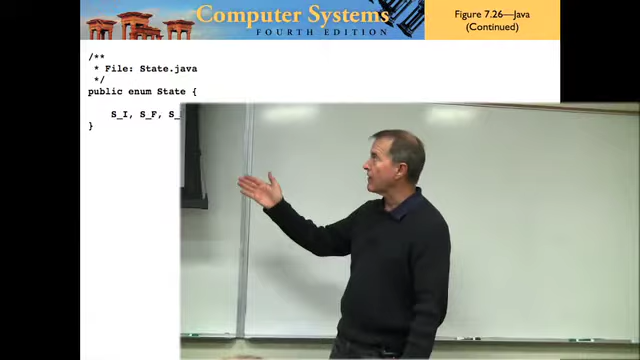 Computer Systems
FOURTH EDITION
Figure 7.26—Java
(Continued)
/**
* File: State.java
*/
public enum State {
S_I, S_F, S_
}